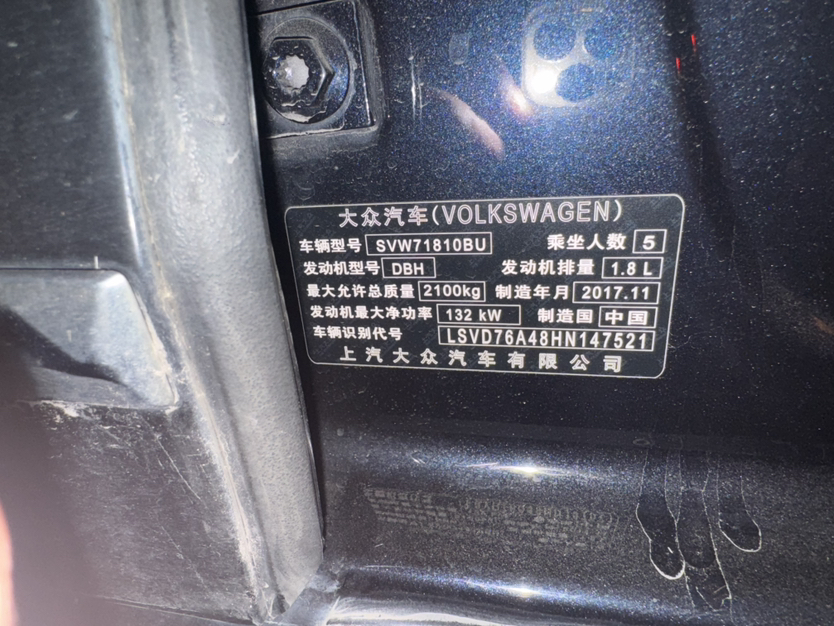 大众汽车(VOLKSWAGEN)
车辆型号 SVW71810BU 乘坐人数 5
发动机型号 DBH 发动机排量 1.8 L
最大允许总质量 2100kg 制造年月 2017.11
发动机最大净功率 132 kW 制造国 中国
车辆识别代号 LSVD76A48HN147521
上汽大众汽车有限公司